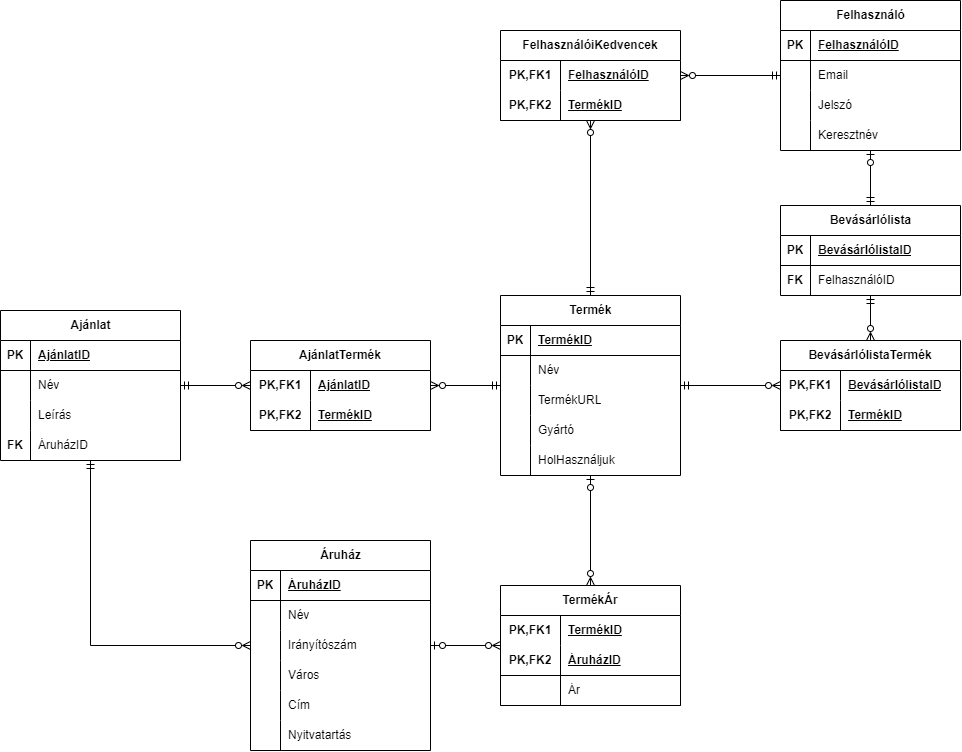 Felhasználó
PK FelhasználóID
Email
Jelszó
Keresztnév
FelhasználóiKedvencek
PK,FK1 FelhasználóID
PK,FK2 TermékID
Bevásárlólista
PK BevásárlólistaID
FK FelhasználóID
Termék
PK TermékID
Név
TermékURL
Gyártó
HolHasználjuk
Ajánlat
PK AjánlatID
Név
Leírás
FK ÁruházID
AjánlatTermék
PK,FK1 AjánlatID
PK,FK2 TermékID
BevásárlólistaTermék
PK,FK1 BevásárlólistaID
PK,FK2 TermékID
Áruház
PK ÁruházID
Név
Irányítószám
Város
Cím
Nyitvatartás
TermékÁr
PK,FK1 TermékID
PK,FK2 ÁruházID
Ár